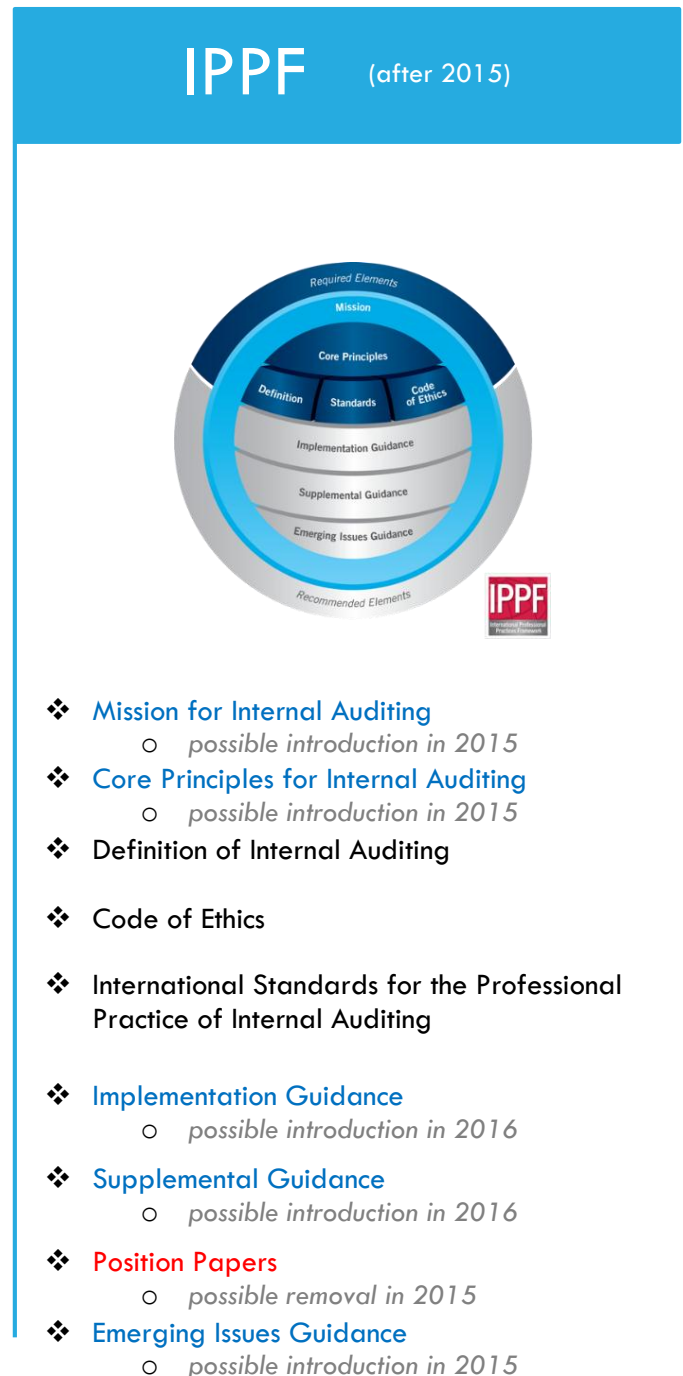 IPPF (after 2015)
Required Elements
Mission
Core Principles
Definition
Standards
Code
of Ethics
Implementation Guidance
Supplemental Guidance
Emerging Issues Guidance
Recommended Elements
IPPF
International Professional
Practices Framework
❖ Mission for Internal Auditing
o possible introduction in 2015
❖ Core Principles for Internal Auditing
o possible introduction in 2015
❖ Definition of Internal Auditing
❖ Code of Ethics
❖ International Standards for the Professional
Practice of Internal Auditing
❖ Implementation Guidance
o possible introduction in 2016
❖ Supplemental Guidance
o possible introduction in 2016
❖ Position Papers
o possible removal in 2015
❖ Emerging Issues Guidance
o possible introduction in 2015